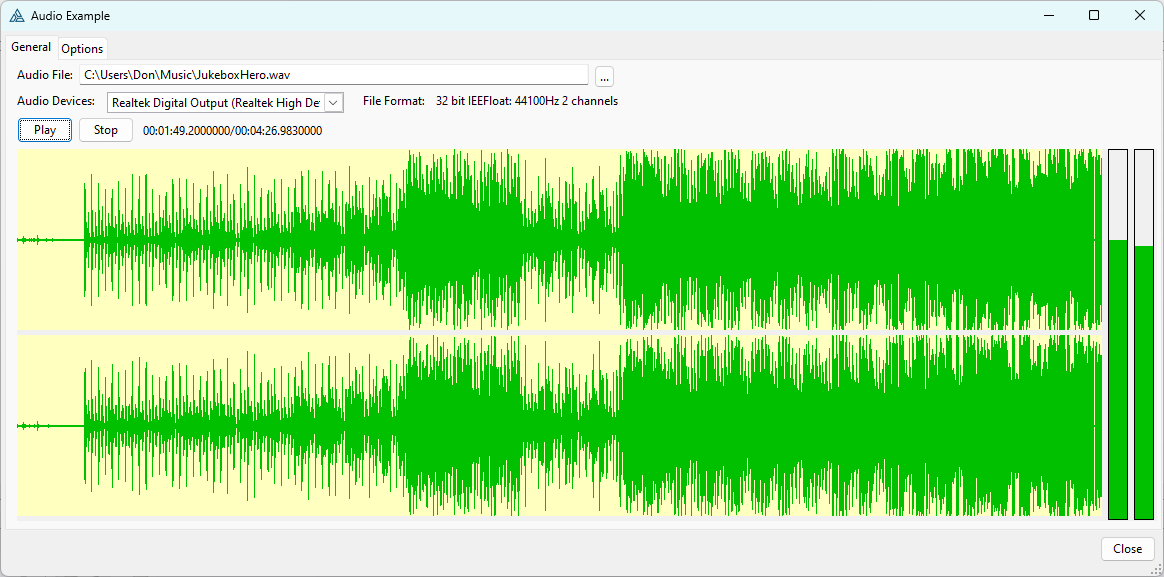 Audio Example
General Options
Audio File: C:\Users\Don\Music\JukeboxHero.wav ...
Audio Devices: Realtek Digital Output (Realtek High De File Format: 32 bit IEEFloat: 44100Hz 2 channels
Play Stop 00:01:49.2000000/00:04:26.9830000
Close